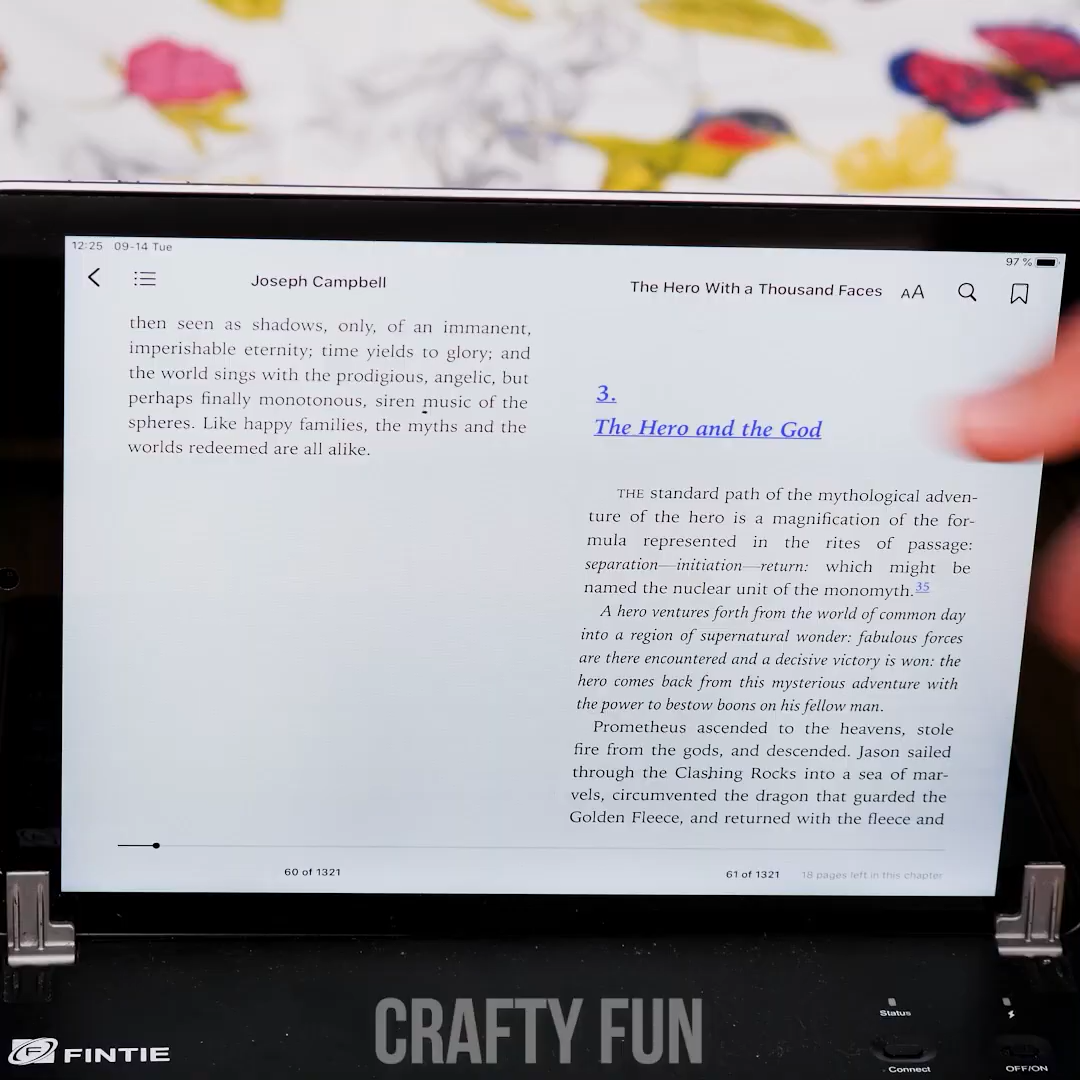 12:25 09-14 Tue
97 %
Joseph Campbell
The Hero With a Thousand Faces
AA
then seen as shadows, only, of an immanent,
imperishable eternity; time yields to glory; and
the world sings with the prodigious, angelic, but
perhaps finally monotonous, siren music of the
spheres. Like happy families, the myths and the
worlds redeemed are all alike.
3.
The Hero and the God
THE standard path of the mythological adven-
ture of the hero is a magnification of the for-
mula represented in the rites of passage:
separation—initiation—return: which might be
named the nuclear unit of the monomyth.35
A hero ventures forth from the world of common day
into a region of supernatural wonder: fabulous forces
are there encountered and a decisive victory is won: the
hero comes back from this mysterious adventure with
the power to bestow boons on his fellow man.
Prometheus ascended to the heavens, stole
fire from the gods, and descended. Jason sailed
through the Clashing Rocks into a sea of mar-
vels, circumvented the dragon that guarded the
Golden Fleece, and returned with the fleece and
60 of 1321
61 of 1321
18 pages left in this chapter
CRAFTY FUN
FINTIE
Status
Connect
OFF/ON